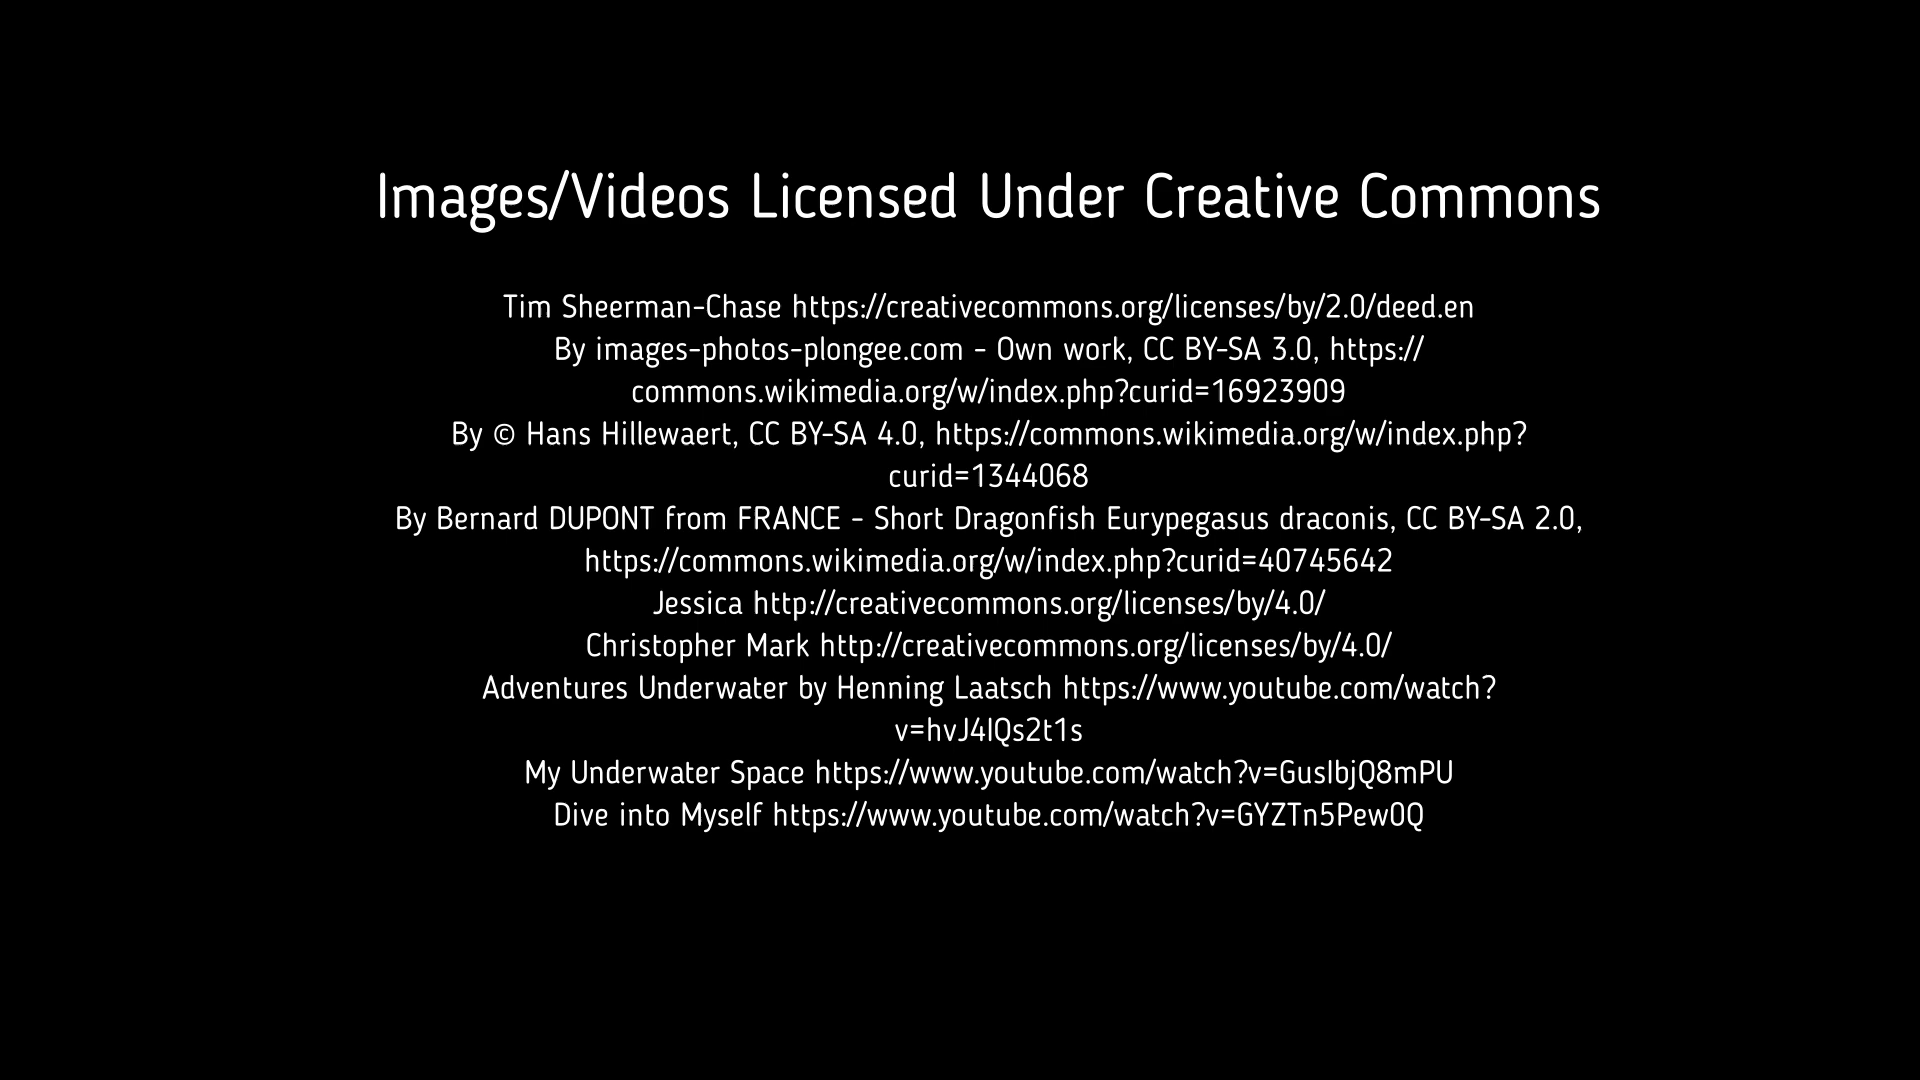 Images/Videos Licensed Under Creative Commons
Tim Sheerman-Chase https://creativecommons.org/licenses/by/2.0/deed.en
By images-photos-plongee.com - Own work, CC BY-SA 3.0, https://
commons.wikimedia.org/w/index.php?curid=16923909
By © Hans Hillewaert, CC BY-SA 4.0, https://commons.wikimedia.org/w/index.php?
curid=1344068
By Bernard DUPONT from FRANCE - Short Dragonfish Eurypegasus draconis, CC BY-SA 2.0,
https://commons.wikimedia.org/w/index.php?curid=40745642
Jessica http://creativecommons.org/licenses/by/4.0/
Christopher Mark http://creativecommons.org/licenses/by/4.0/
Adventures Underwater by Henning Laatsch https://www.youtube.com/watch?
v=hvJ4IQs2t1s
My Underwater Space https://www.youtube.com/watch?v=GusIbjQ8mPU
Dive into Myself https://www.youtube.com/watch?v=GYZTn5Pew0Q